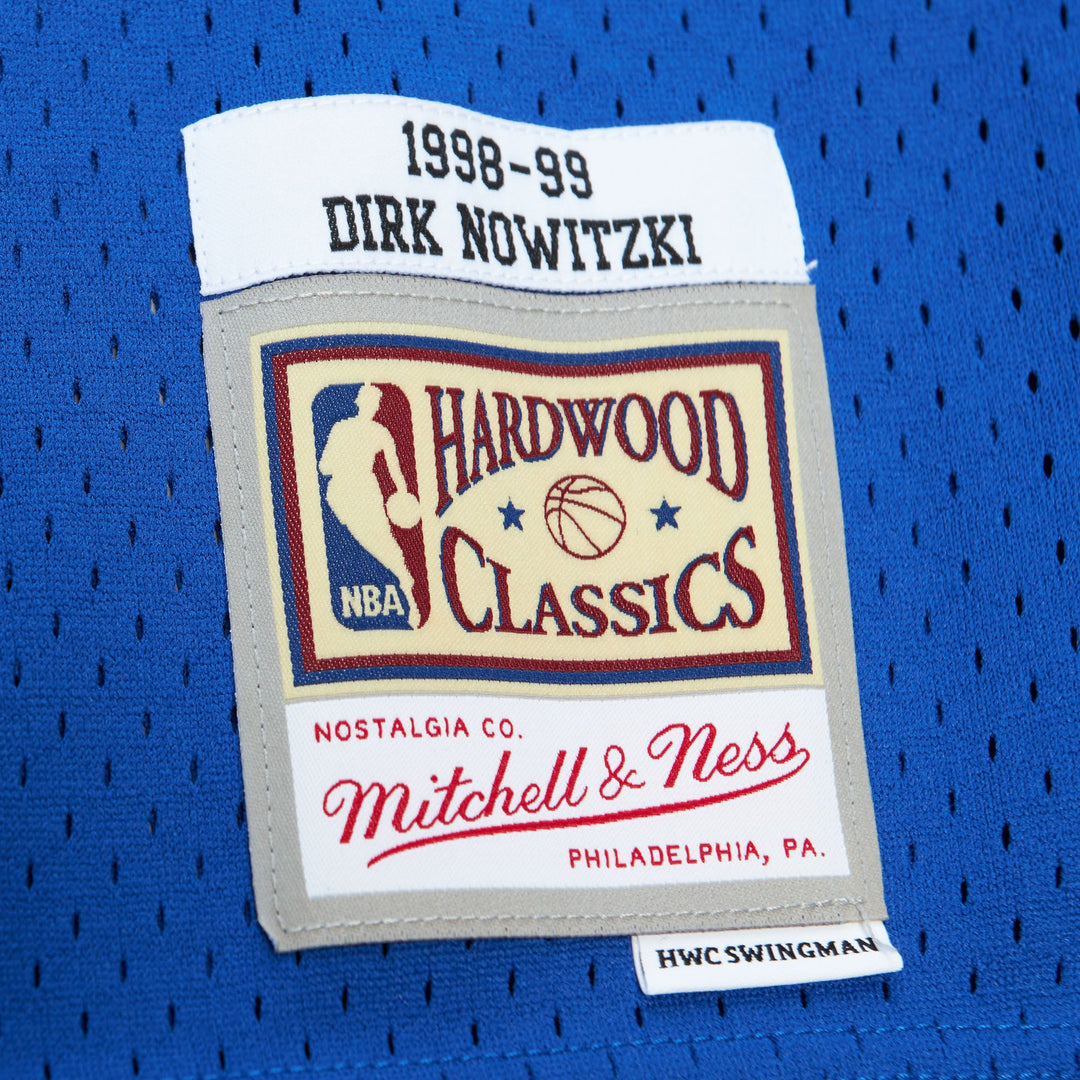 1998-99
DIRK NOWITZKI
HARDWOOD
CLASSICS
NBA
NOSTALGIA CO.
Mitchell & Ness
PHILADELPHIA, PA.
HWC SWINGMAN